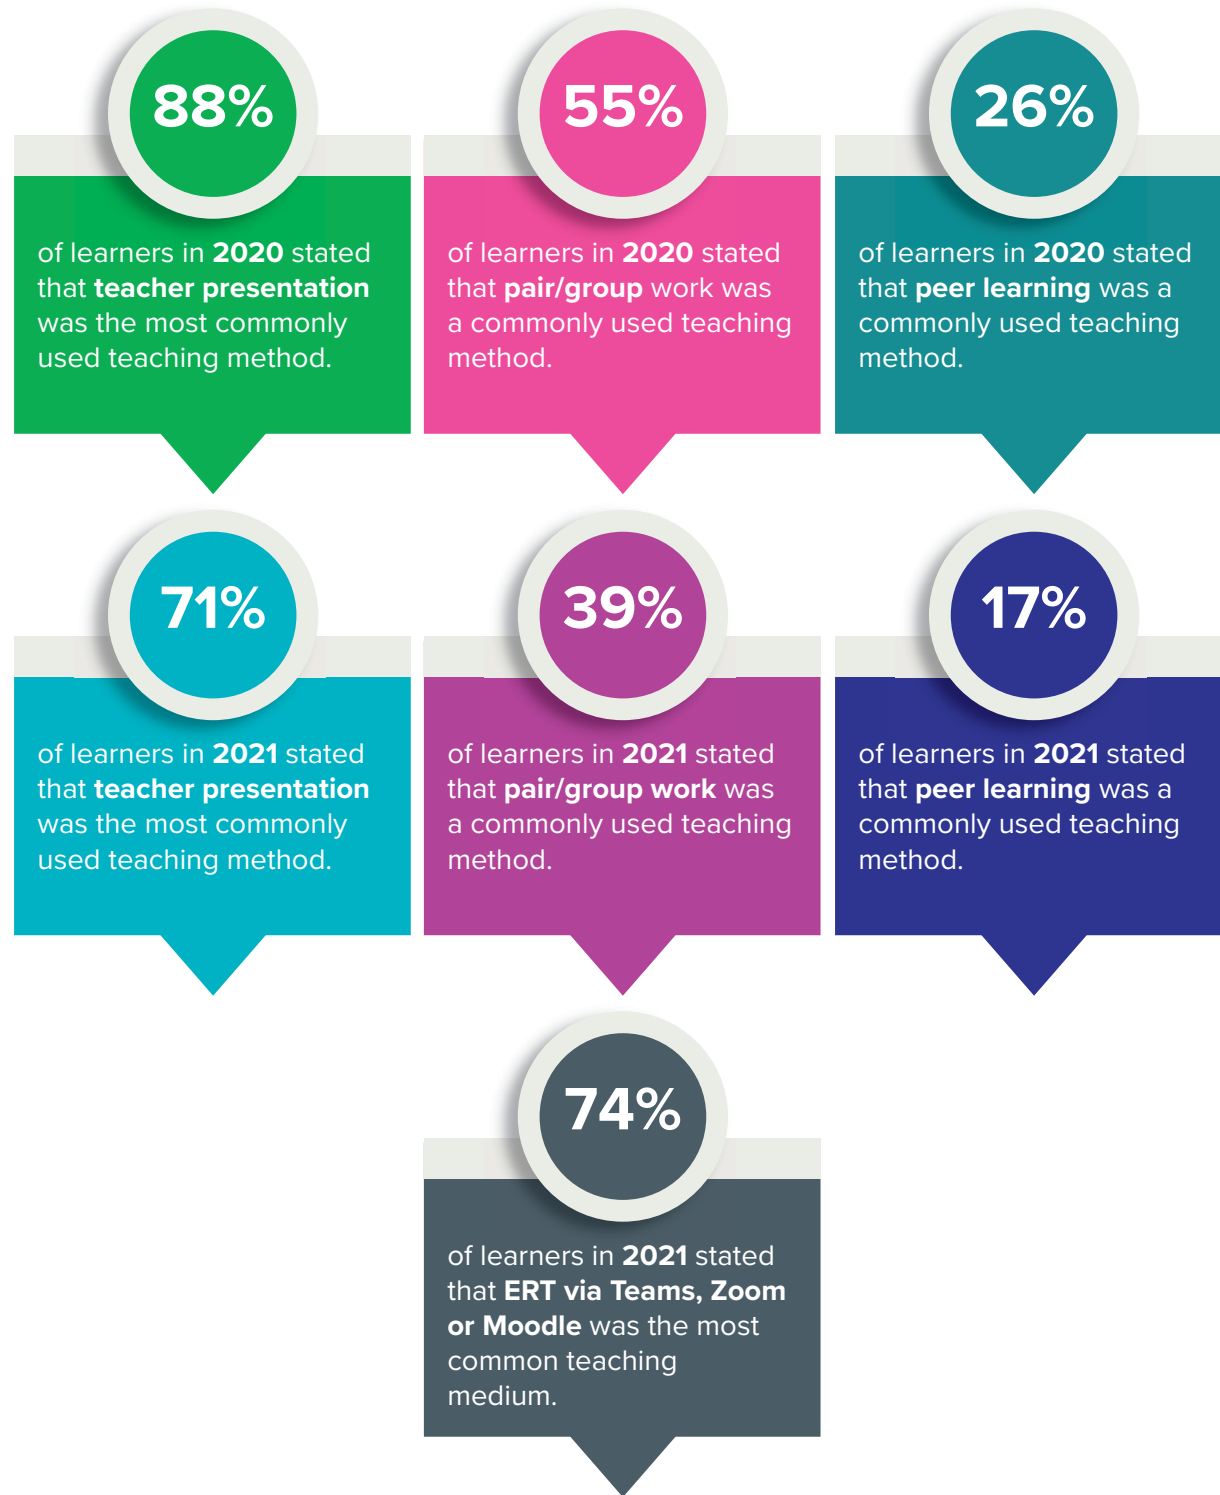 88%
of learners in 2020 stated
that teacher presentation
was the most commonly
used teaching method.
55%
of learners in 2020 stated
that pair/group work was
a commonly used teaching
method.
26%
of learners in 2020 stated
that peer learning was a
commonly used teaching
method.
71%
of learners in 2021 stated
that teacher presentation
was the most commonly
used teaching method.
39%
of learners in 2021 stated
that pair/group work was
a commonly used teaching
method.
17%
of learners in 2021 stated
that peer learning was a
commonly used teaching
method.
74%
of learners in 2021 stated
that ERT via Teams, Zoom
or Moodle was the most
common teaching
medium.